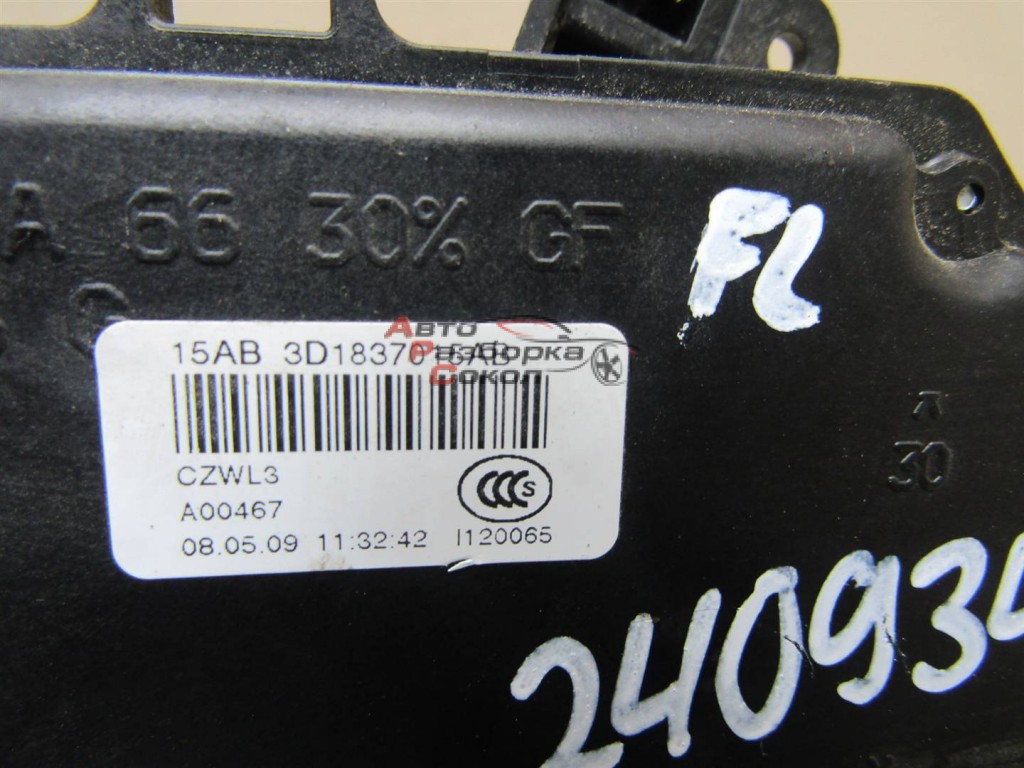 A 66 30% GF
FL
15AB 3D1837015AB
АВТО
РАЗБОРКА
СОКОЛ
CZWL3
CCC S
A00467
08.05.09 11:32:42 I120065
30
24093